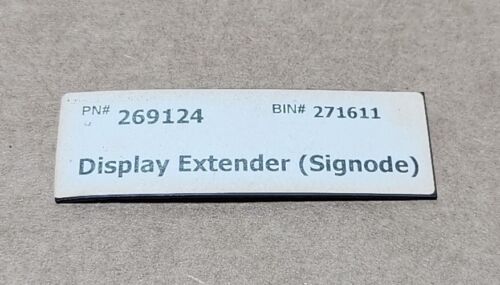 PN# 269124 BIN# 271611
Display Extender (Signode)